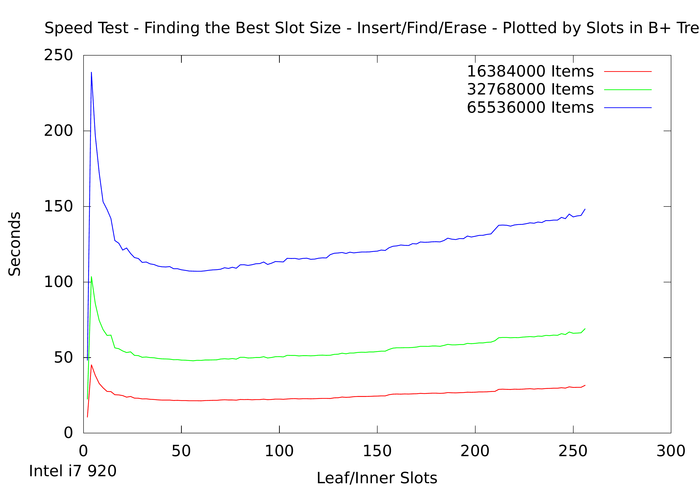 Speed Test - Finding the Best Slot Size - Insert/Find/Erase - Plotted by Slots in B+ Tre
250
200
150
100
50
0
Seconds
16384000 Items
32768000 Items
65536000 Items
0 50 100 150 200 250 300
Intel i7 920
Leaf/Inner Slots